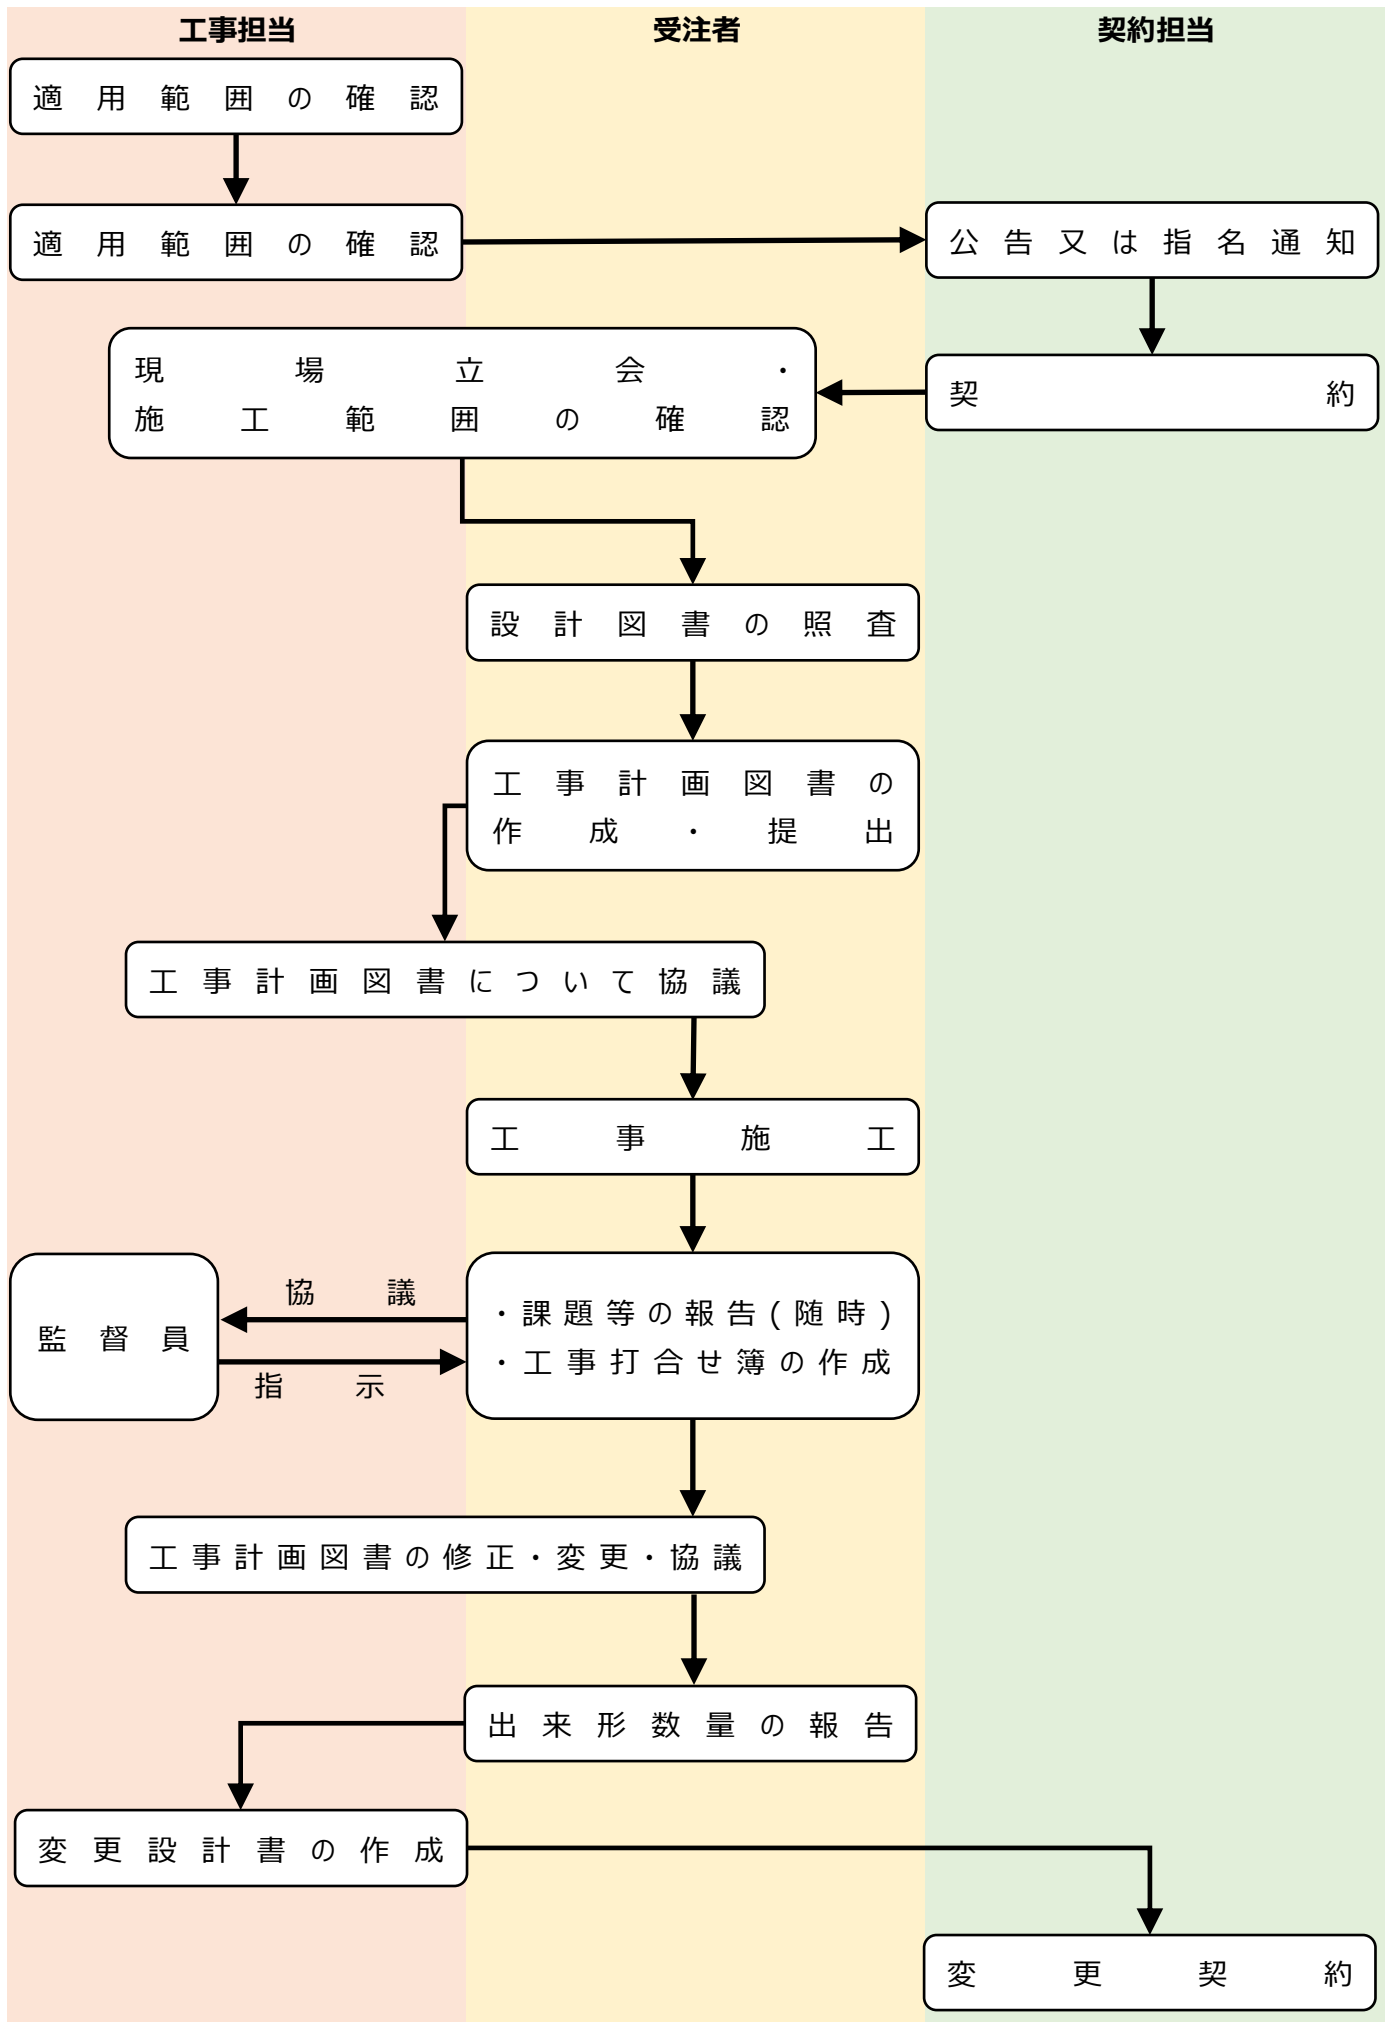 工事担当
受注者
契約担当
適用範囲の確認
適用範囲の確認
公告又は指名通知
現場立会・
施工範囲の確認
契約
設計図書の照査
工事計画図書の
作成・提出
工事計画図書について協議
工事施工
協議
監督員
指示
・課題等の報告(随時)
・工事打合せ簿の作成
工事計画図書の修正・変更・協議
出来形数量の報告
変更設計書の作成
変更契約